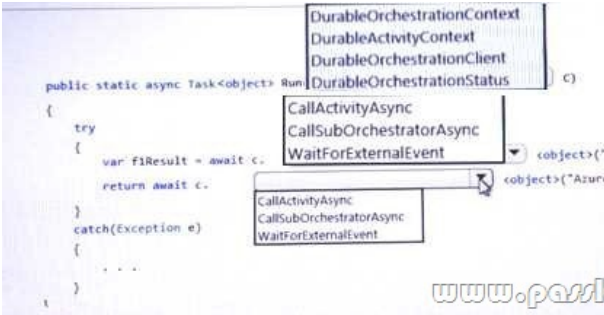 DurableOrchestrationContext
DurableActivityContext
DurableOrchestrationClient
public static async Task<object> Run DurableOrchestrationStatus ) c)
{
try
CallActivityAsync
CallSubOrchestratorAsync
{
var f1Result = await c. WaitForExternalEvent <object>("
return await c. <object>("Azure
}
CallActivityAsync
CallSubOrchestratorAsync
WaitForExternalEvent
catch(Exception e)
{
. . .
}
www.passl